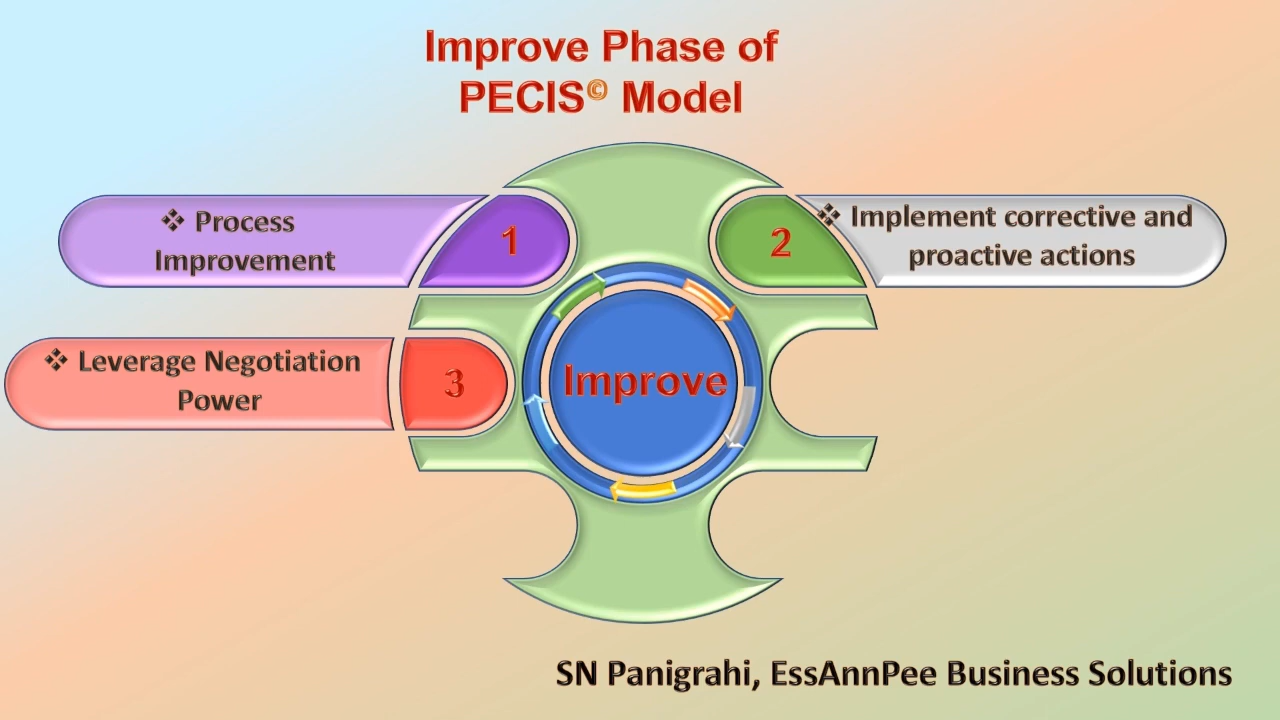 Improve Phase of
PECIS© Model
❖ Process
Improvement
1
2
❖ Implement corrective and
proactive actions
❖ Leverage Negotiation
Power
3
Improve
SN Panigrahi, EssAnnPee Business Solutions